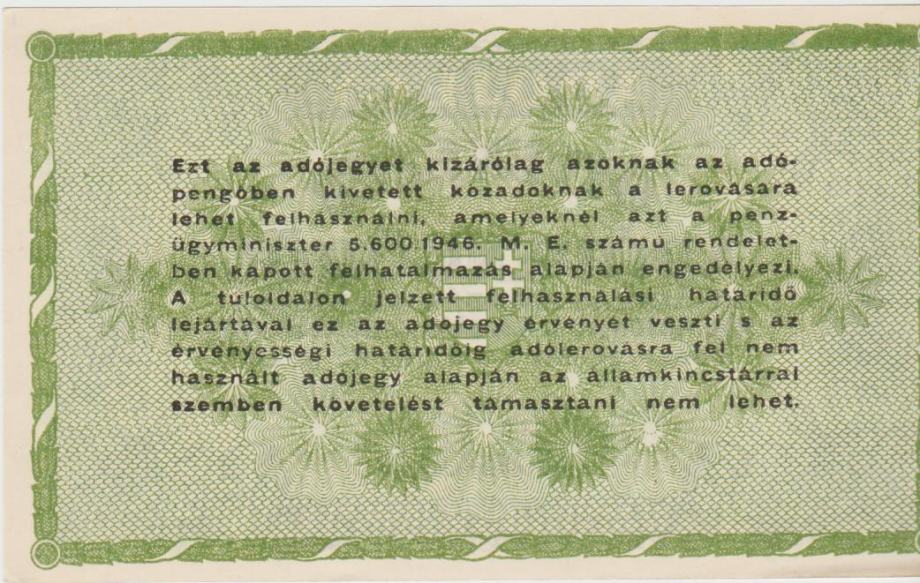 Ezt az adójegyet kizárólag azoknak az adó-
pengőben kivetett közadóknak a lerovására
lehet felhasználni, amelyeknél azt a pénz-
ügyminiszter 5.600/1946. M. E. számú rendelet-
ben kapott felhatalmazás alapján engedélyezi.
A túloldalon jelzett felhasználási határidő
lejártával ez az adójegy érvényét veszti s az
érvényességi határidőig adólerovásra fel nem
használt adójegy alapján az államkincstárral
szemben követelést támasztani nem lehet.